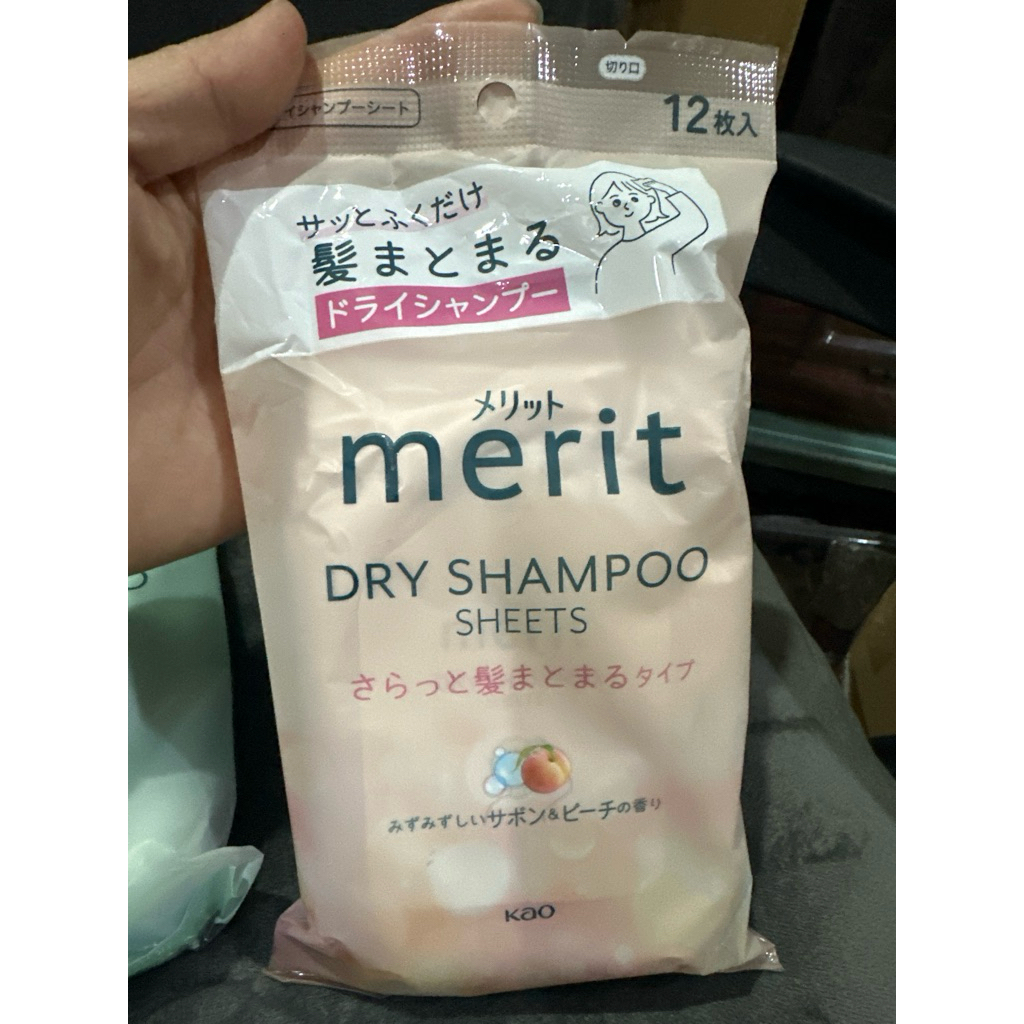 切り口
イシャンプーシート
12枚入
サッとふくだけ
髪まとまる
ドライシャンプー
メリット
merit
DRY SHAMPOO
SHEETS
さらっと髪まとまるタイプ
みずみずしいサボン&ピーチの香り
Kao